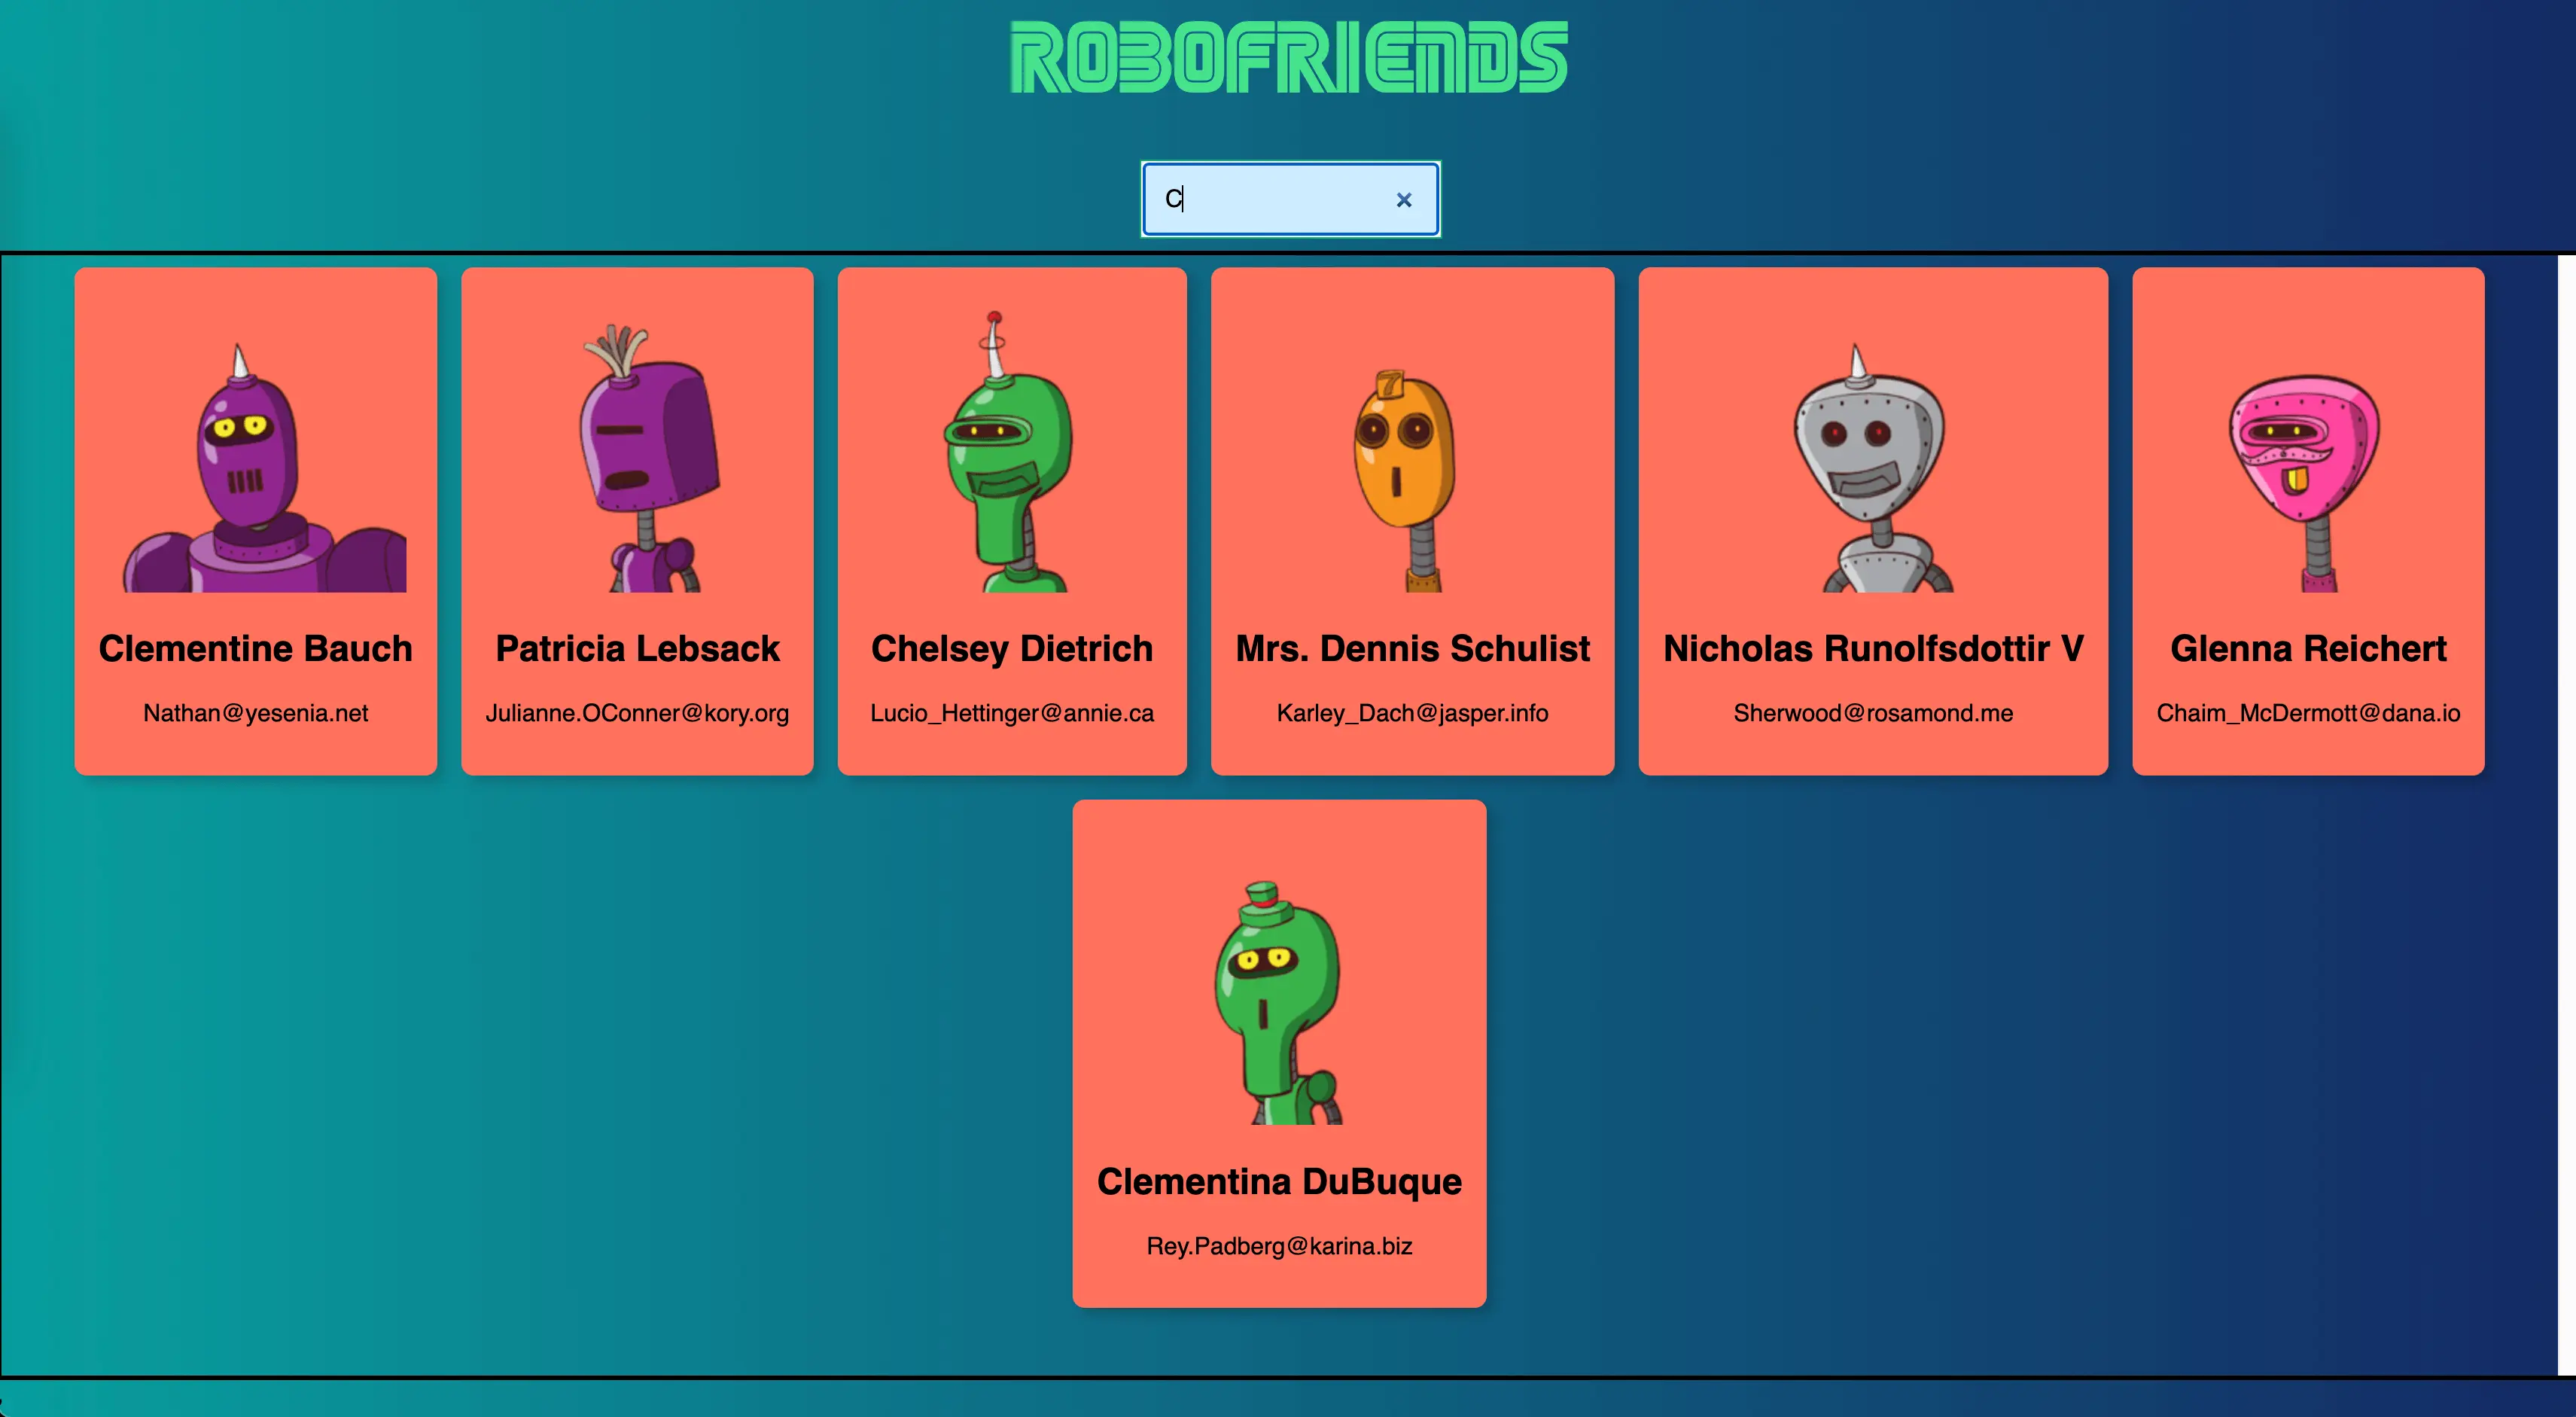 ROBOFRIENDS
C
×
7
Clementine Bauch
Nathan@yesenia.net
Patricia Lebsack
Julianne.OConner@kory.org
Chelsey Dietrich
Lucio_Hettinger@annie.ca
Mrs. Dennis Schulist
Karley_Dach@jasper.info
Nicholas Runolfsdottir V
Sherwood@rosamond.me
Glenna Reichert
Chaim_McDermott@dana.io
Clementina DuBuque
Rey.Padberg@karina.biz